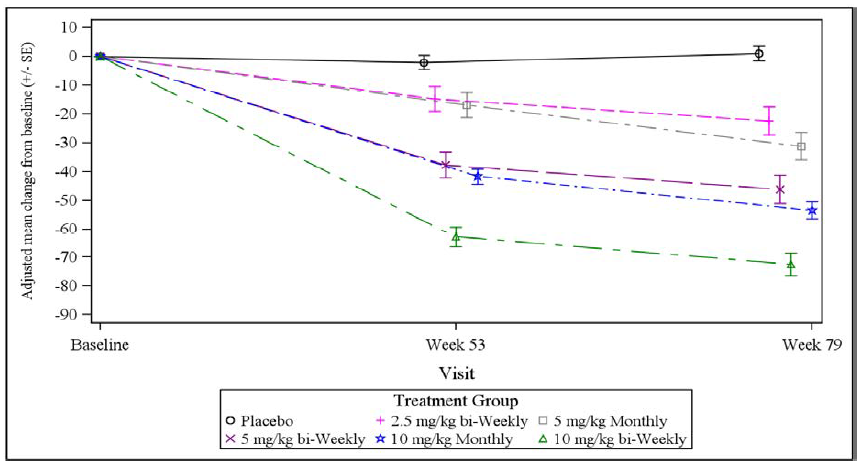 Adjusted mean change from baseline (+/- SE)
10
0
-10
-20
-30
-40
-50
-60
-70
-80
-90
Baseline Week 53 Week 79
Visit
Treatment Group
Placebo 2.5 mg/kg bi-Weekly 5 mg/kg Monthly
5 mg/kg bi-Weekly 10 mg/kg Monthly 10 mg/kg bi-Weekly